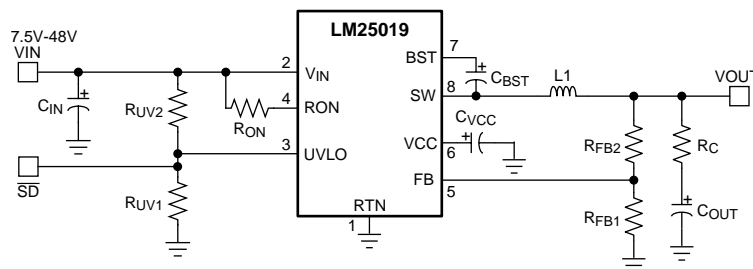 7.5V-48V
VIN
LM25019
VOUT
7
BST
2
VIN
CBST
8
SW
L1
CIN
RUV2
4
RON
RON
CVCC
VCC
6
RFB2
RC
3
UVLO
FB
5
SD
RUV1
RTN
1
RFB1
COUT
+
+
+
+